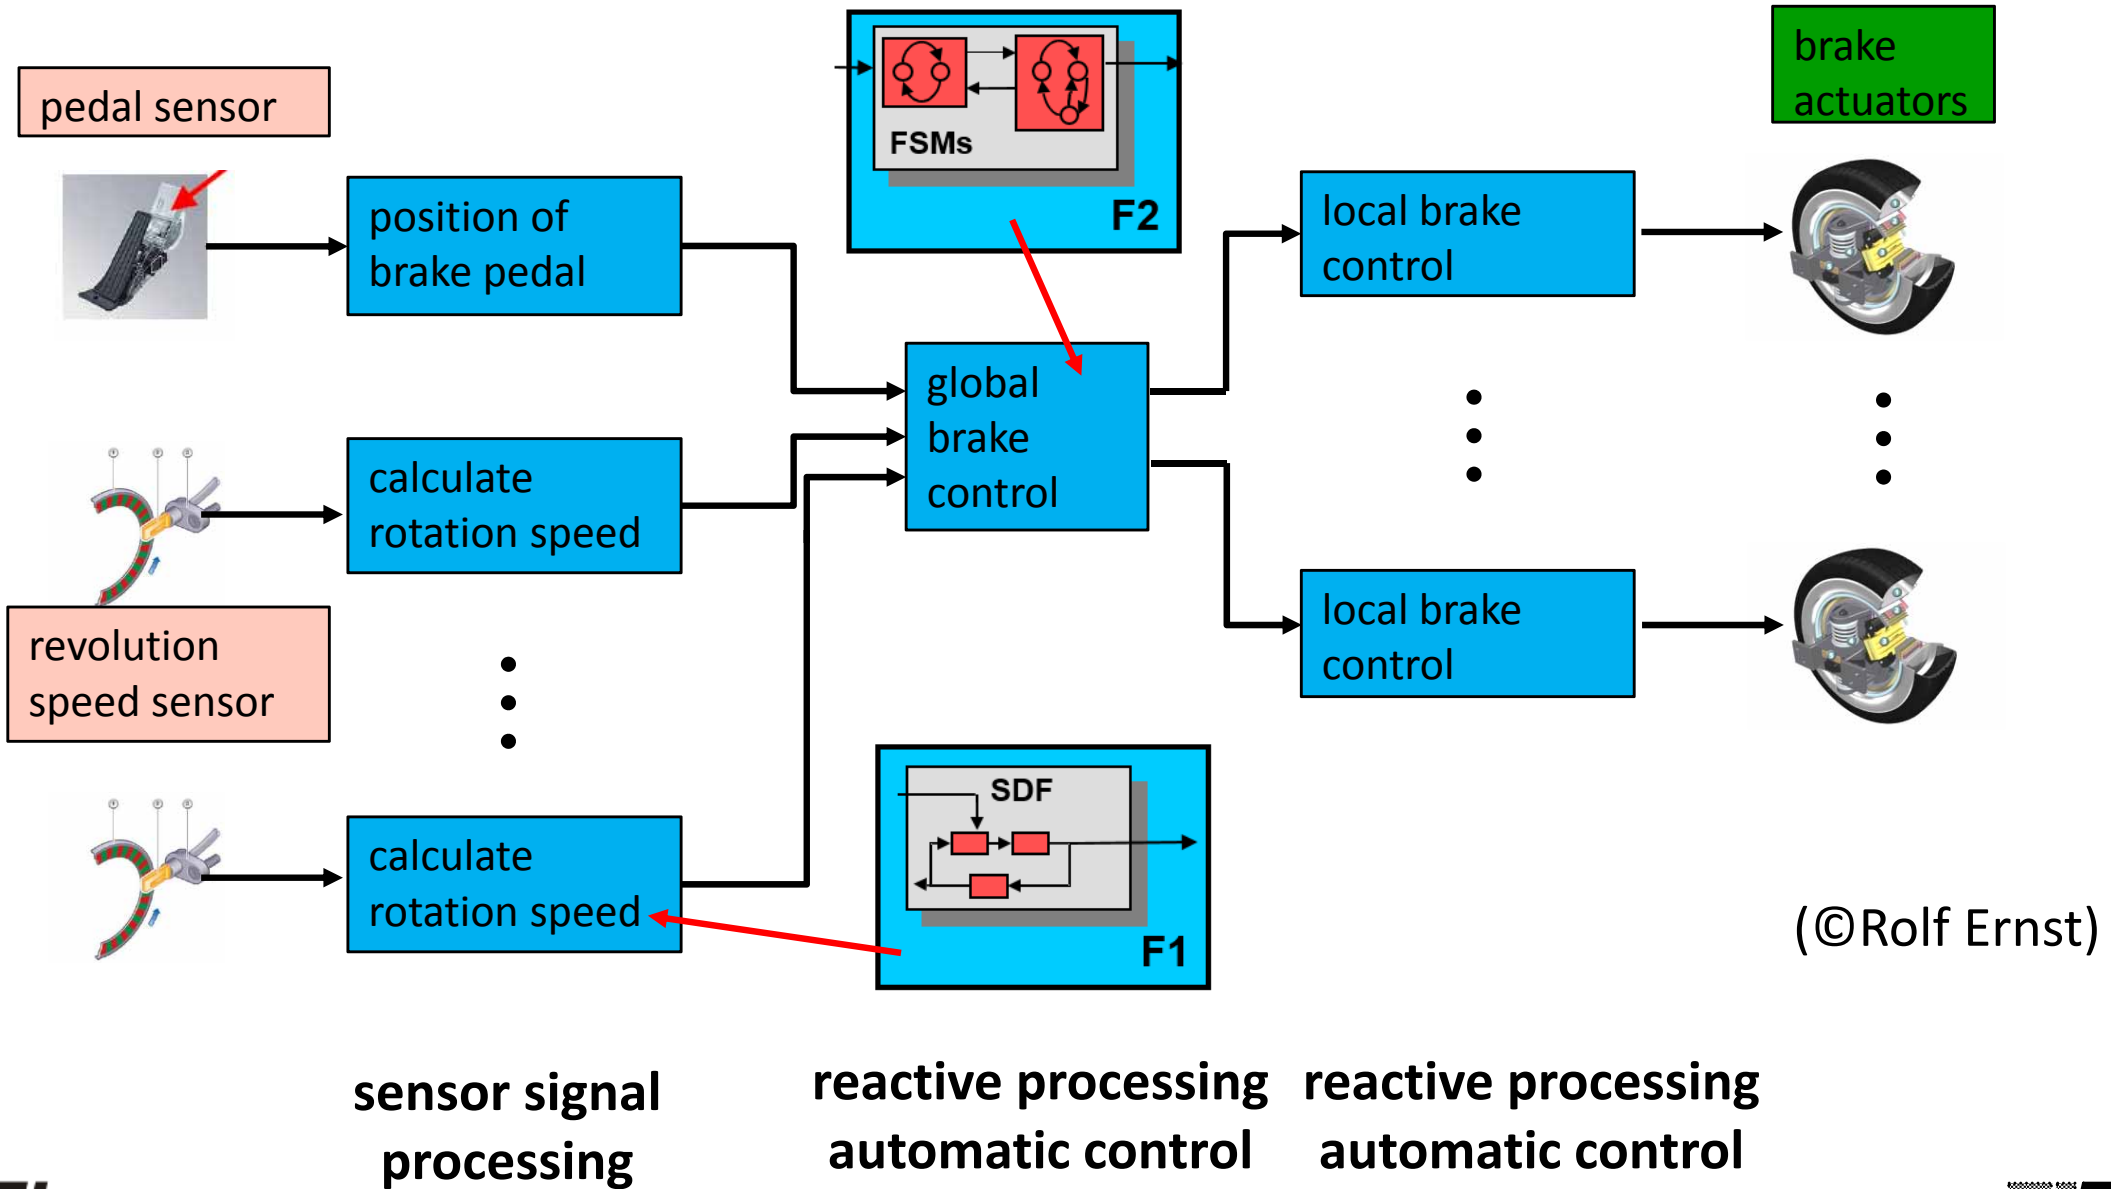 pedal sensor
position of
brake pedal
FSMs
F2
brake
actuators
local brake
control
global
brake
control
calculate
rotation speed
revolution
speed sensor
local brake
control
calculate
rotation speed
SDF
F1
(©Rolf Ernst)
sensor signal
processing
reactive processing
automatic control
reactive processing
automatic control